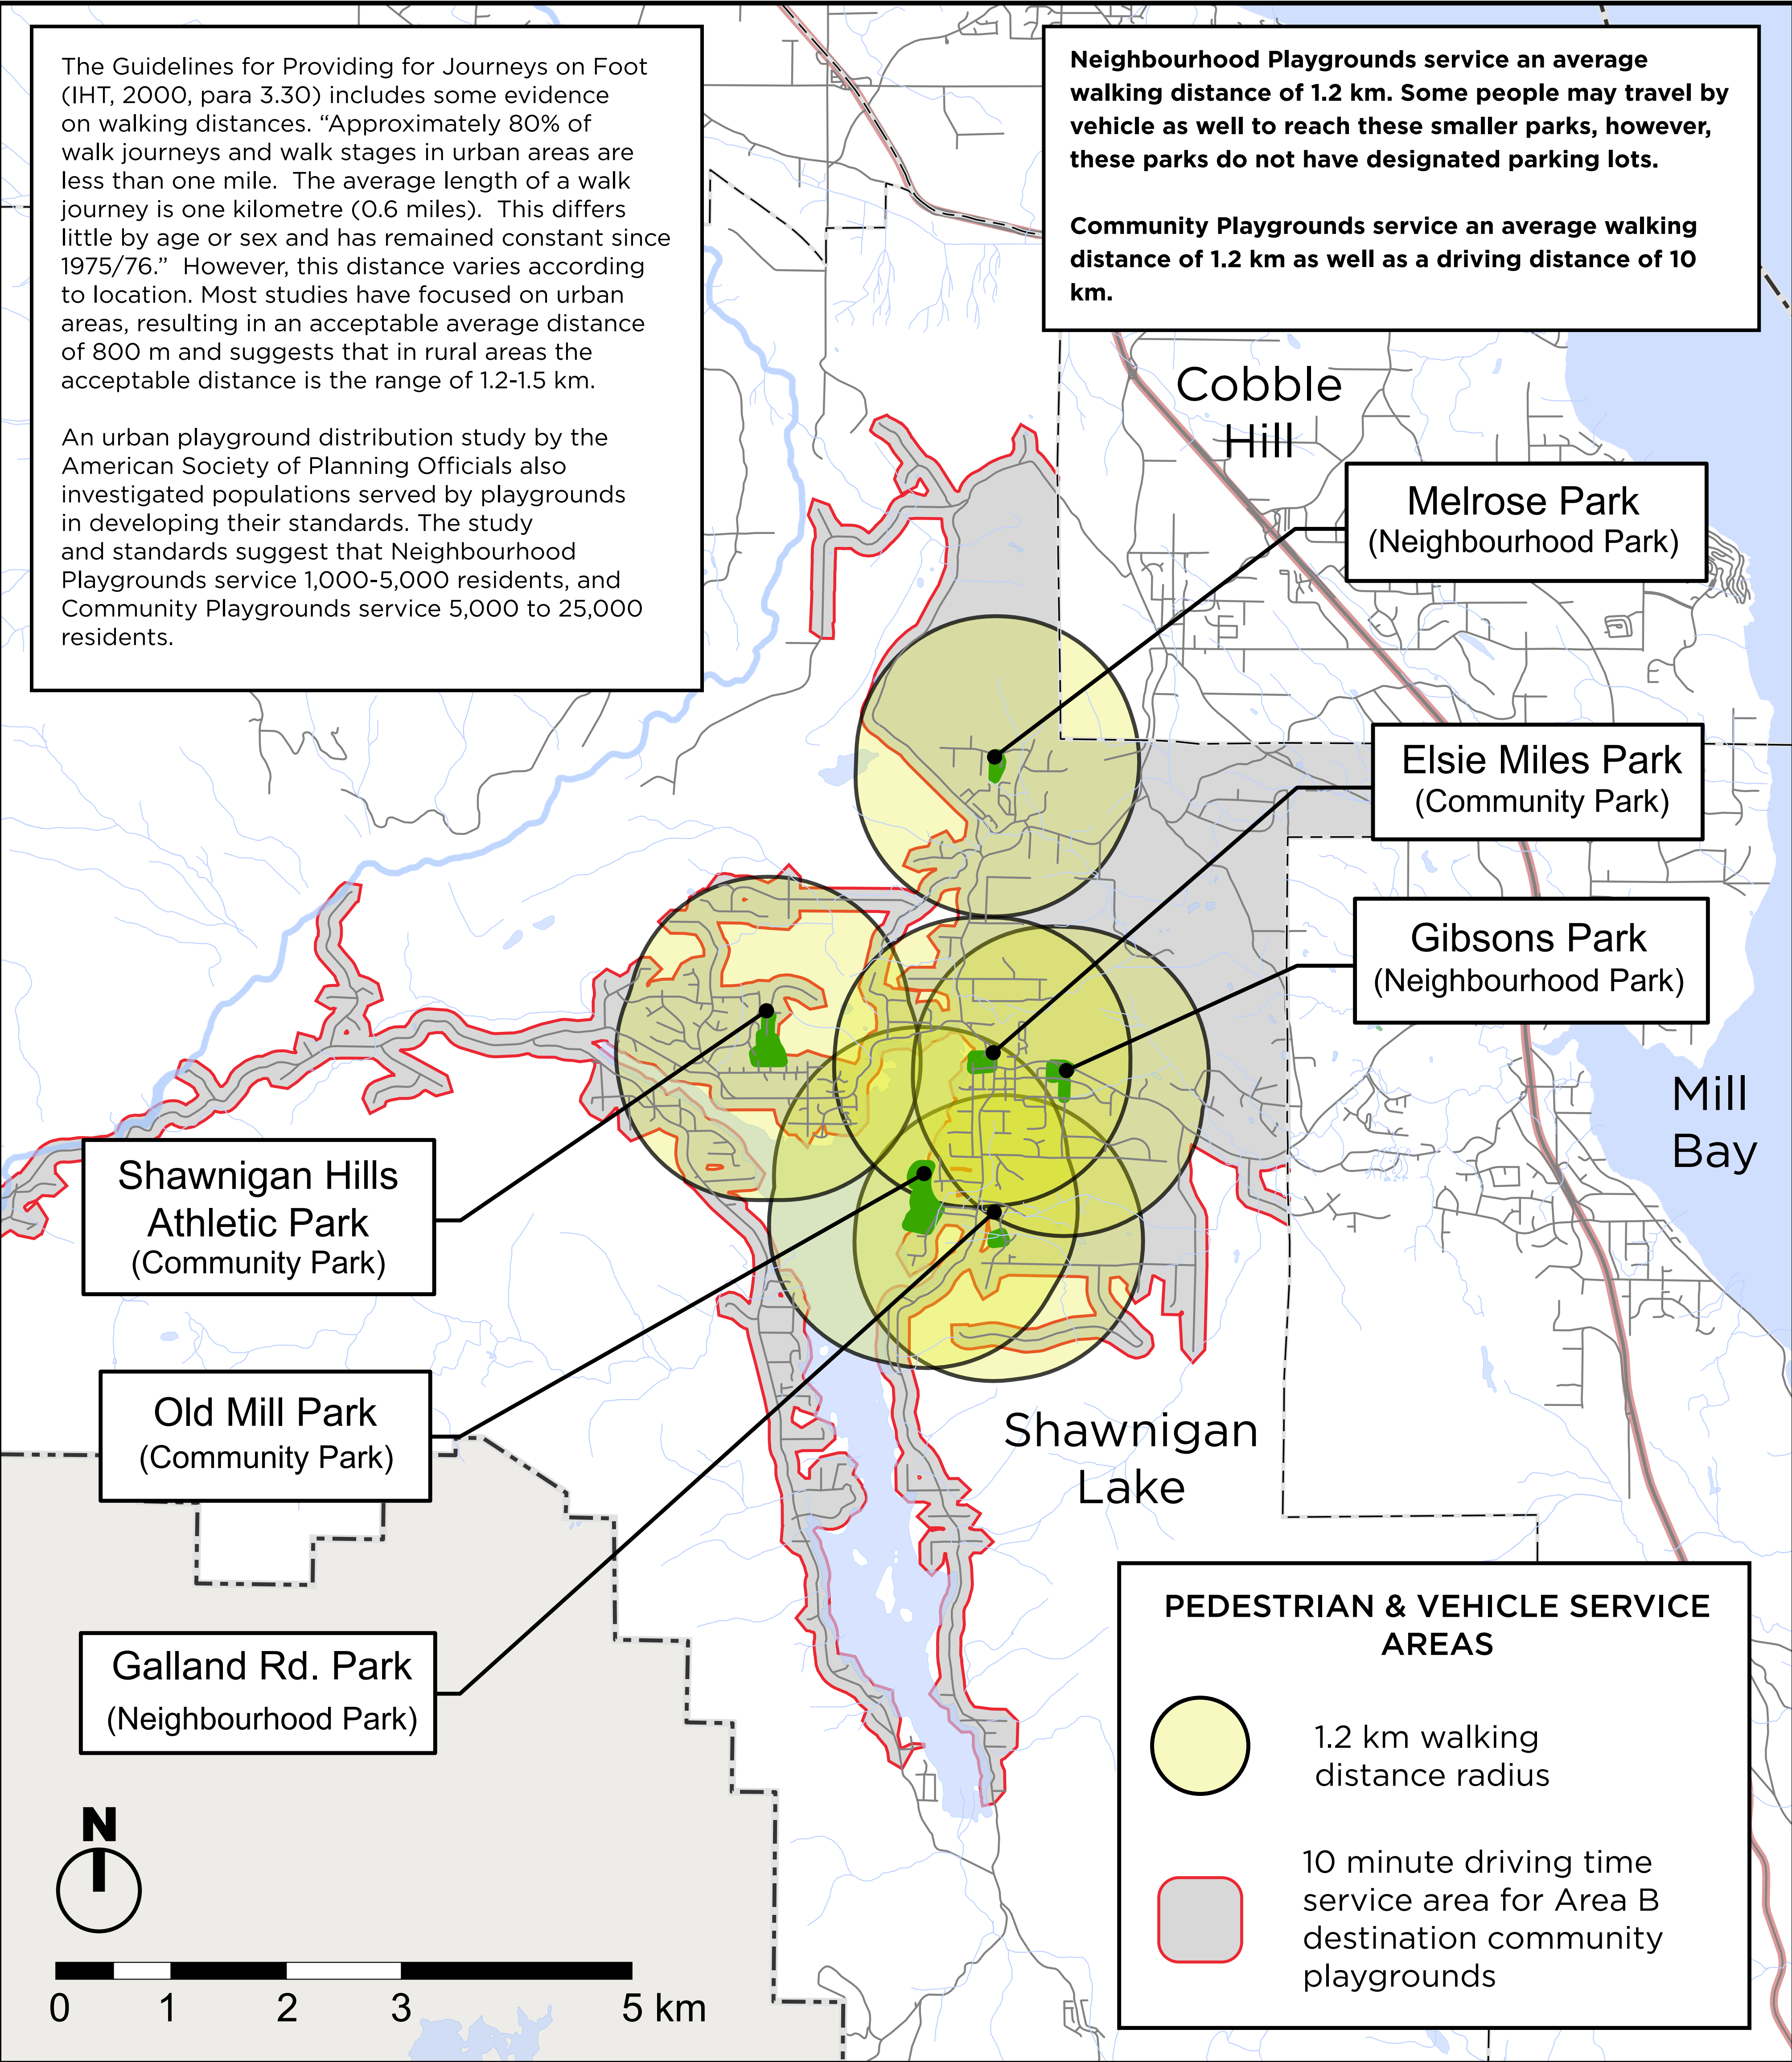 The Guidelines for Providing for Journeys on Foot
(IHT, 2000, para 3.30) includes some evidence
on walking distances. “Approximately 80% of
walk journeys and walk stages in urban areas are
less than one mile.  The average length of a walk
journey is one kilometre (0.6 miles).  This differs
little by age or sex and has remained constant since
1975/76.”  However, this distance varies according
to location. Most studies have focused on urban
areas, resulting in an acceptable average distance
of 800 m and suggests that in rural areas the
acceptable distance is the range of 1.2-1.5 km.
An urban playground distribution study by the
American Society of Planning Officials also
investigated populations served by playgrounds
in developing their standards. The study
and standards suggest that Neighbourhood
Playgrounds service 1,000-5,000 residents, and
Community Playgrounds service 5,000 to 25,000
residents.
Neighbourhood Playgrounds service an average
walking distance of 1.2 km. Some people may travel by
vehicle as well to reach these smaller parks, however,
these parks do not have designated parking lots.
Community Playgrounds service an average walking
distance of 1.2 km as well as a driving distance of 10
km.
Cobble
Hill
Melrose Park
(Neighbourhood Park)
Elsie Miles Park
(Community Park)
Gibsons Park
(Neighbourhood Park)
Mill
Bay
Shawnigan Hills
Athletic Park
(Community Park)
Old Mill Park
(Community Park)
Shawnigan
Lake
Galland Rd. Park
(Neighbourhood Park)
PEDESTRIAN & VEHICLE SERVICE
AREAS
1.2 km walking
distance radius
10 minute driving time
service area for Area B
destination community
playgrounds
N
0 1 2 3 5 km